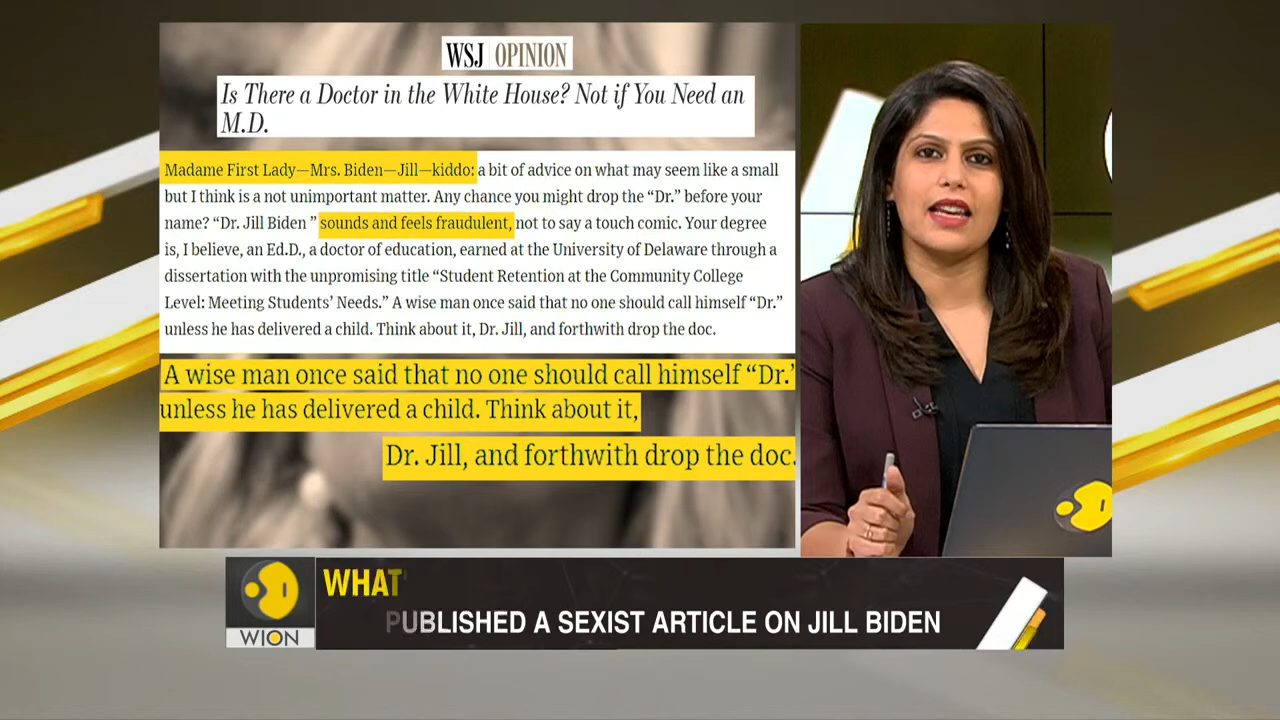 WSJ OPINION
Is There a Doctor in the White House? Not if You Need an
M.D.
Madame First Lady—Mrs. Biden—Jill—kiddo: a bit of advice on what may seem like a small
but I think is a not unimportant matter. Any chance you might drop the “Dr.” before your
name? “Dr. Jill Biden ” sounds and feels fraudulent, not to say a touch comic. Your degree
is, I believe, an Ed.D., a doctor of education, earned at the University of Delaware through a
dissertation with the unpromising title “Student Retention at the Community College
Level: Meeting Students’ Needs.” A wise man once said that no one should call himself “Dr.”
unless he has delivered a child. Think about it, Dr. Jill, and forthwith drop the doc.
A wise man once said that no one should call himself “Dr.”
unless he has delivered a child. Think about it,
Dr. Jill, and forthwith drop the doc.
WHAT'
PUBLISHED A SEXIST ARTICLE ON JILL BIDEN
WION